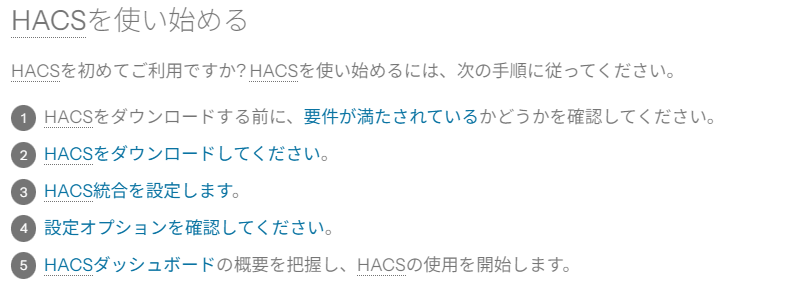 HACSを使い始める
HACSを初めてご利用ですか? HACSを使い始めるには、次の手順に従ってください。
1 HACSをダウンロードする前に、要件が満たされているかどうかを確認してください。
2 HACSをダウンロードしてください。
3 HACS統合を設定します。
4 設定オプションを確認してください。
5 HACSダッシュボードの概要を把握し、HACSの使用を開始します。